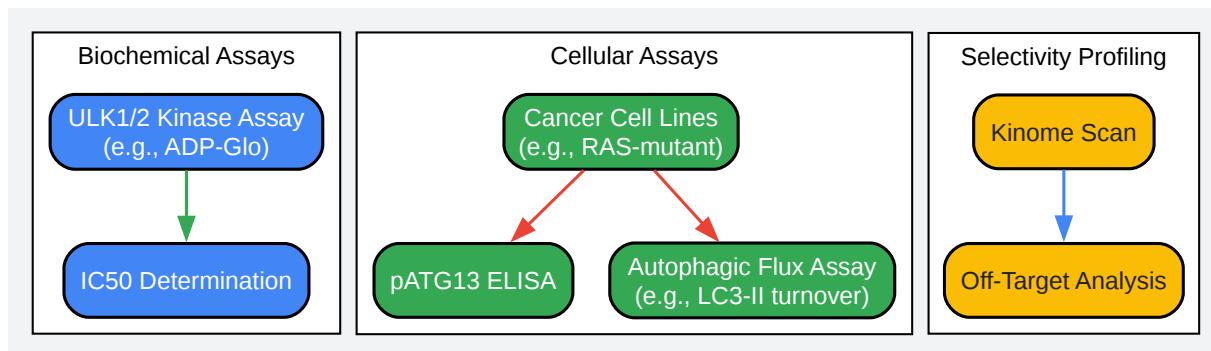 Biochemical Assays
ULK1/2 Kinase Assay
(e.g., ADP-Glo)
IC50 Determination
Cellular Assays
Cancer Cell Lines
(e.g., RAS-mutant)
pATG13 ELISA
Autophagic Flux Assay
(e.g., LC3-II turnover)
Selectivity Profiling
Kinome Scan
Off-Target Analysis